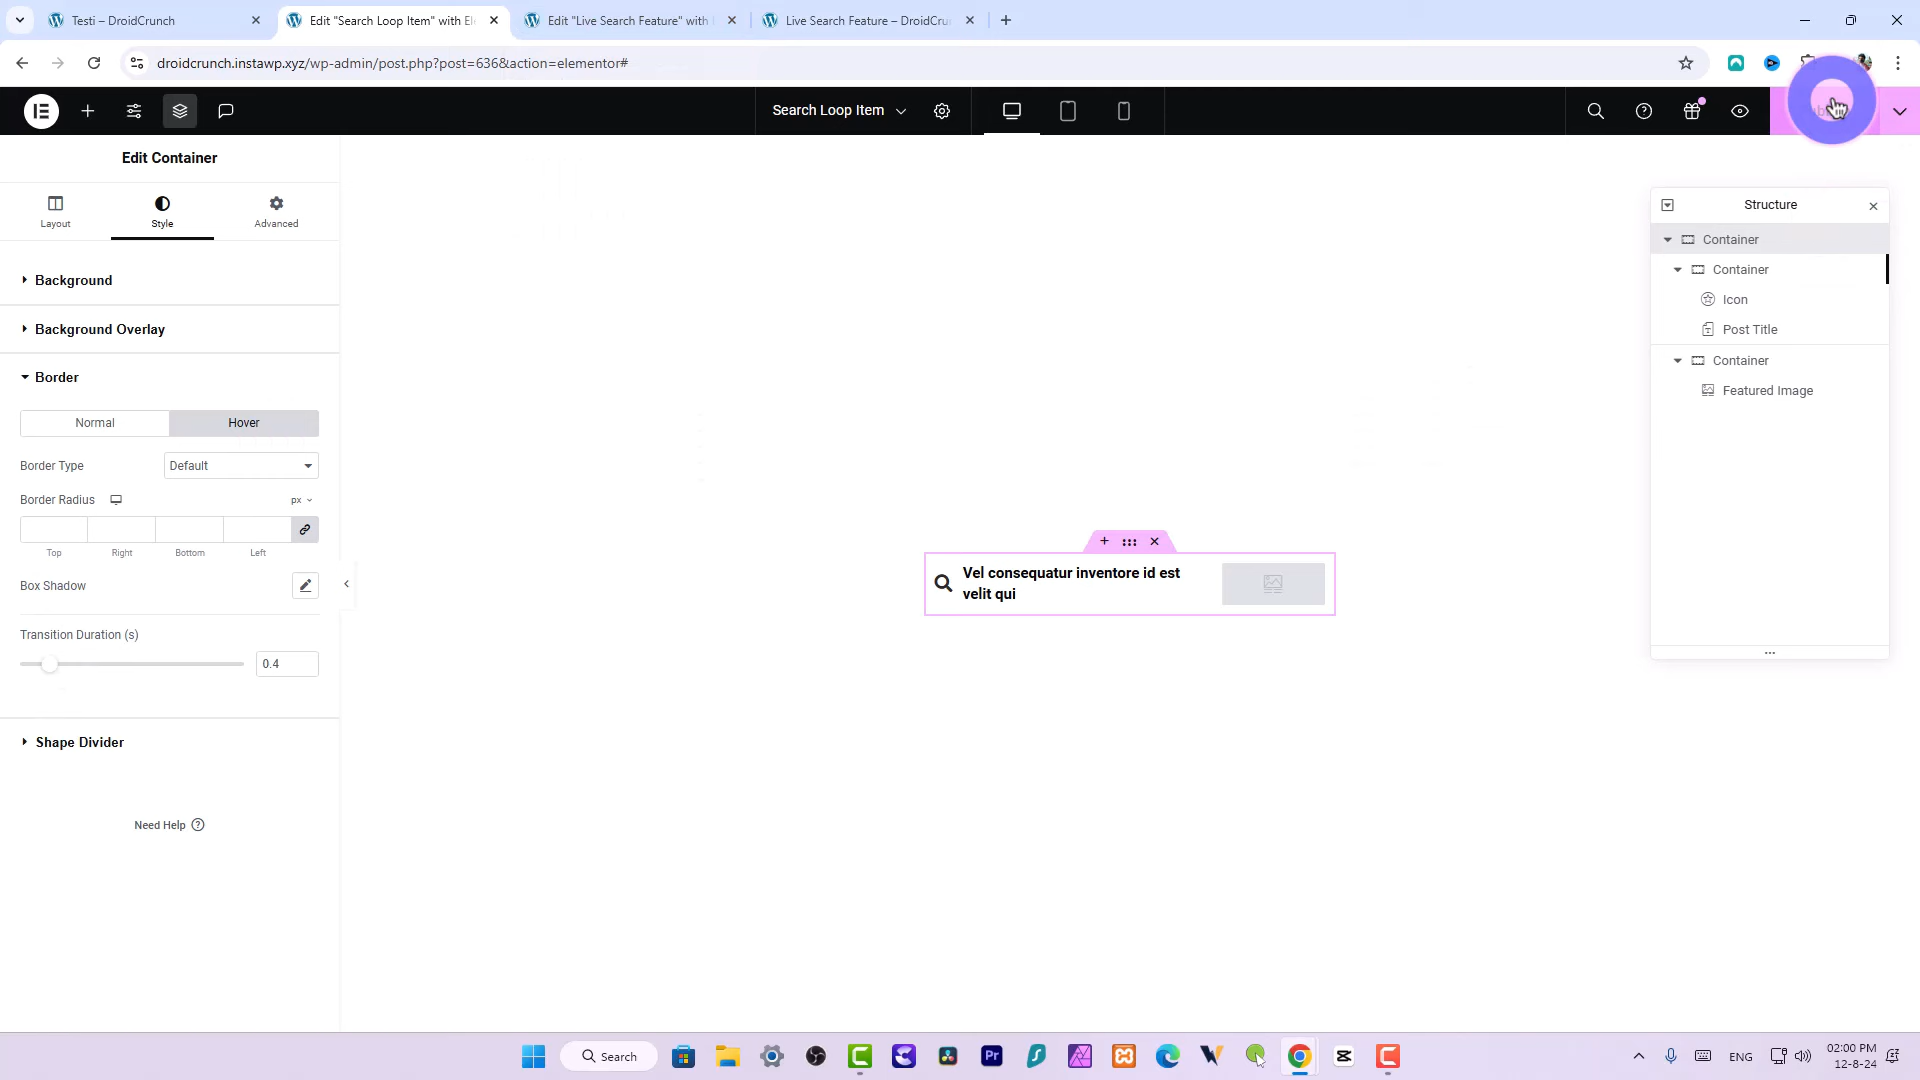 Testi – DroidCrunch
Edit "Search Loop Item" with Ele
Edit "Live Search Feature" with
Live Search Feature – DroidCrun
droidcrunch.instawp.xyz/wp-admin/post.php?post=636&action=elementor#
Search Loop Item
Edit Container
Layout
Style
Advanced
Background
Background Overlay
Border
Normal
Hover
Border Type
Default
Border Radius
px
Top
Right
Bottom
Left
Box Shadow
Transition Duration (s)
0.4
Shape Divider
Need Help
Vel consequatur inventore id est
velit qui
Structure
Container
Container
Icon
Post Title
Container
Featured Image
Search
Pr
ENG
02:00 PM
12-8-24